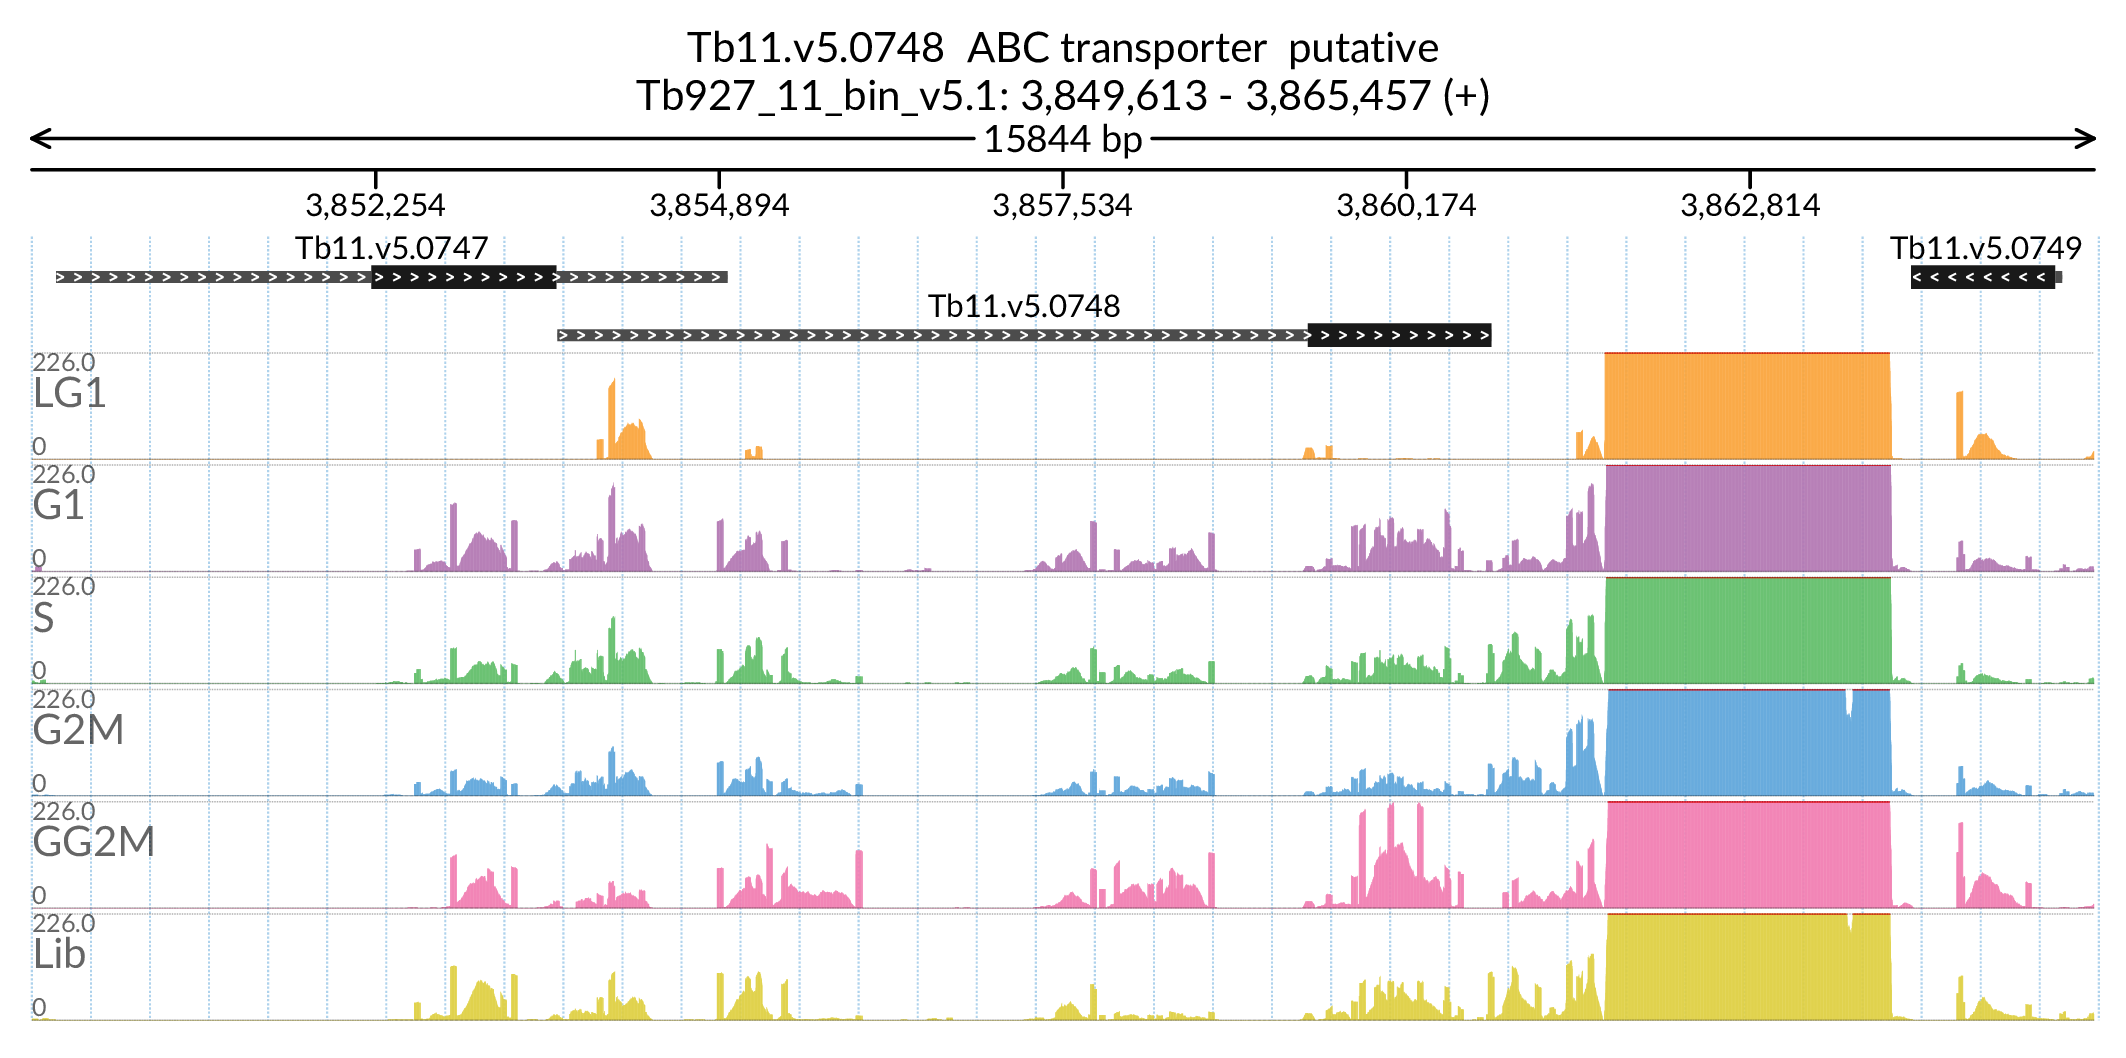 Tb11.v5.0748  ABC transporter  putative
Tb927_11_bin_v5.1: 3,849,613 - 3,865,457 (+)
15844 bp
3,852,254 3,854,894 3,857,534 3,860,174 3,862,814
Tb11.v5.0747 Tb11.v5.0749
Tb11.v5.0748
226.0
LG1
0
226.0
G1
0
226.0
S
0
226.0
G2M
0
226.0
GG2M
0
226.0
Lib
0